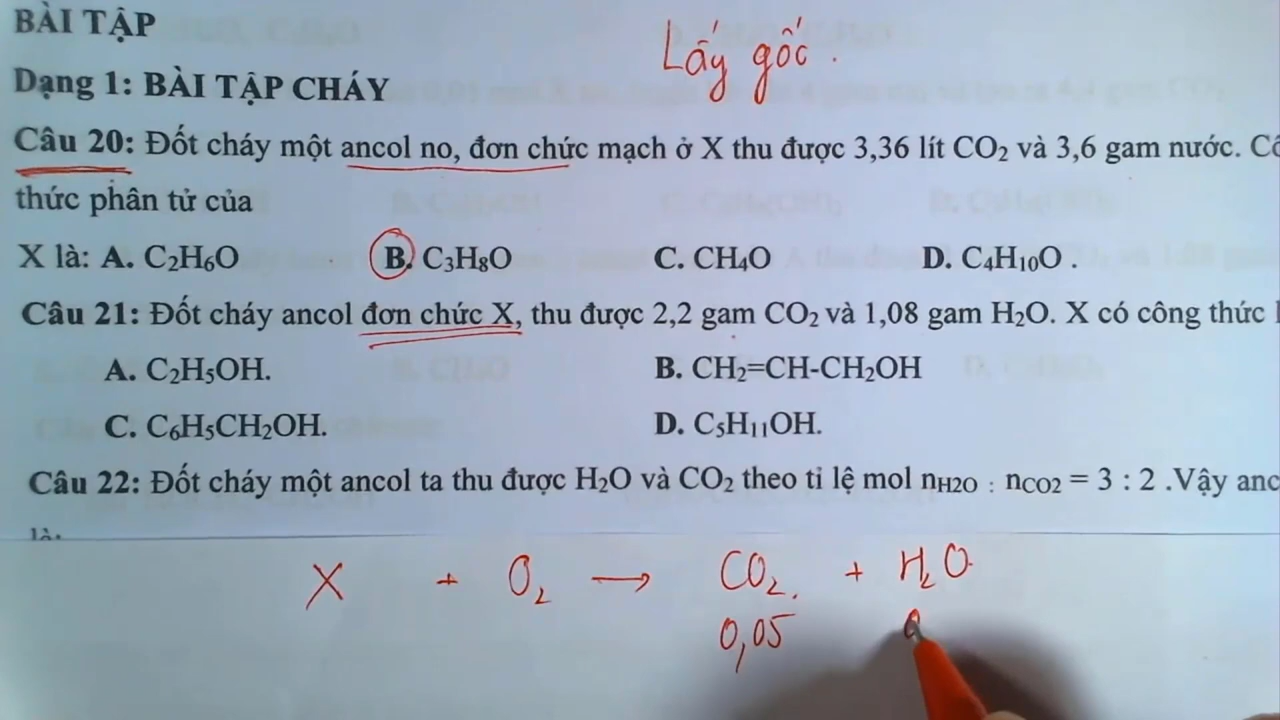 BÀI TẬP
Lấy gốc.
Dạng 1: BÀI TẬP CHÁY
Câu 20: Đốt cháy một ancol no, đơn chức mạch ở X thu được 3,36 lít CO₂ và 3,6 gam nước.
thức phân tử của
X là: A. C₂H₆O B. C₃H₈O C. CH₄O D. C₄H₁₀O .
Câu 21: Đốt cháy ancol đơn chức X, thu được 2,2 gam CO₂ và 1,08 gam H₂O. X có công thức
A. C₂H₅OH. B. CH₂=CH-CH₂OH
C. C₆H₅CH₂OH. D. C₅H₁₁OH.
Câu 22: Đốt cháy một ancol ta thu được H₂O và CO₂ theo tỉ lệ mol nH2O : nCO2 = 3 : 2 .Vậy
X + O₂ → CO₂. + H₂O
0,05